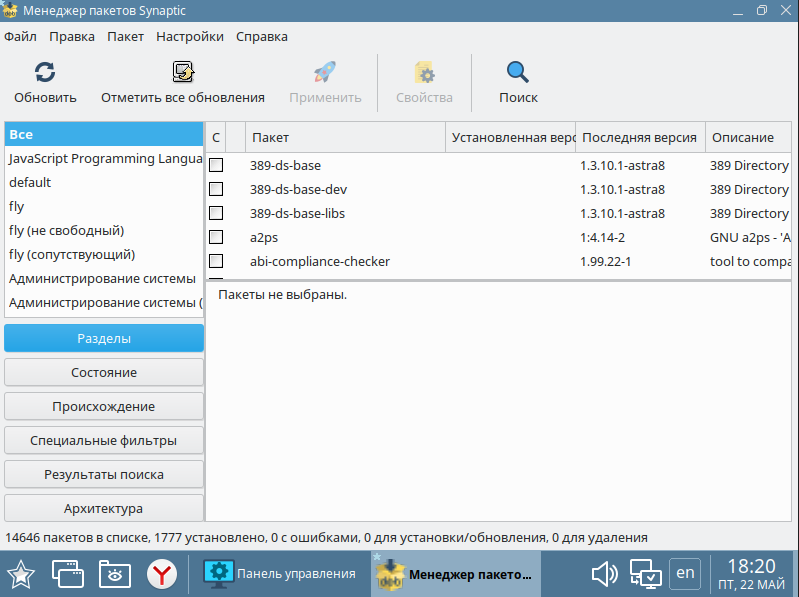 Менеджер пакетов Synaptic
Файл Правка Пакет Настройки Справка
Обновить Отметить все обновления Применить Свойства Поиск
Все
JavaScript Programming Langua
default
fly
fly (не свободный)
fly (сопутствующий)
Администрирование системы
Администрирование системы (
Разделы
Состояние
Происхождение
Специальные фильтры
Результаты поиска
Архитектура
С Пакет Установленная верс Последняя версия Описание
389-ds-base 1.3.10.1-astra8 389 Directory
389-ds-base-dev 1.3.10.1-astra8 389 Directory
389-ds-base-libs 1.3.10.1-astra8 389 Directory
a2ps 1:4.14-2 GNU a2ps - 'A
abi-compliance-checker 1.99.22-1 tool to compa
Пакеты не выбраны.
14646 пакетов в списке, 1777 установлено, 0 с ошибками, 0 для установки/обновления, 0 для удаления
Панель управления
deb
Менеджер пакето...
en
18:20
ПТ, 22 МАЙ